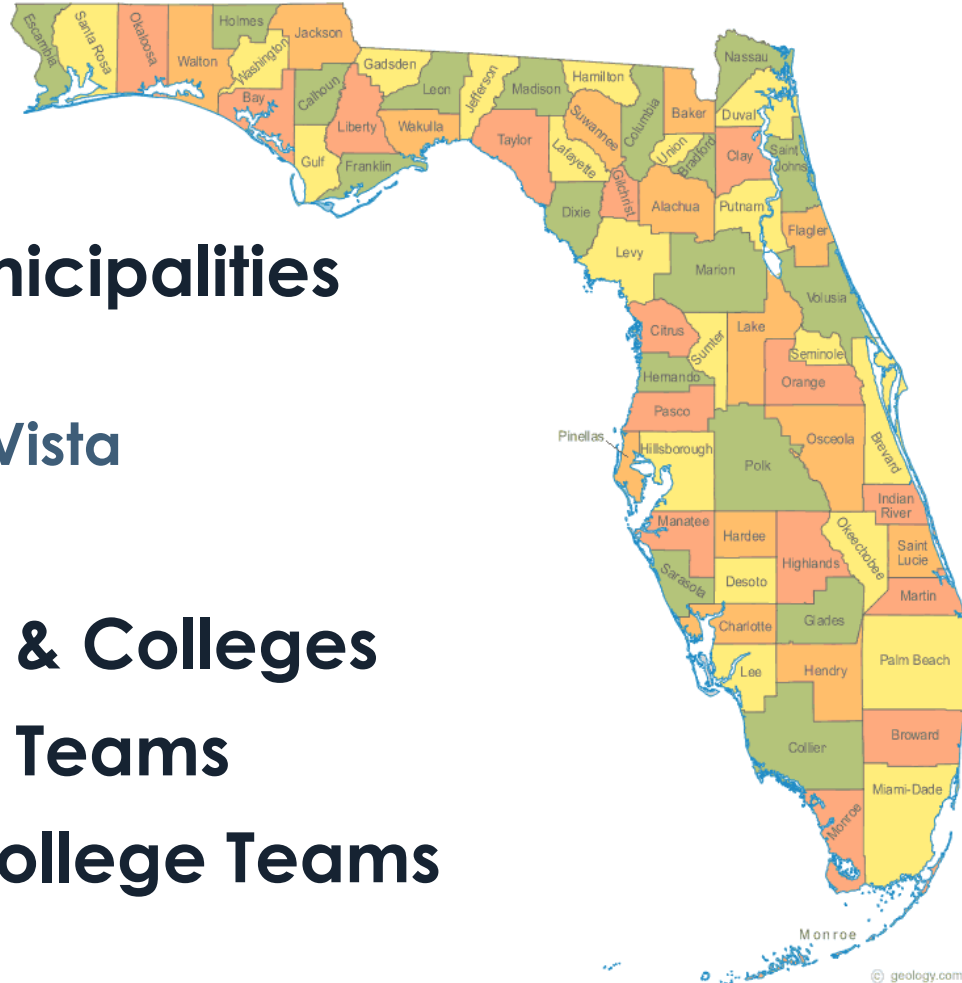 Escambia
Santa Rosa
Okaloosa
Walton
Holmes
Washington
Jackson
Bay
Calhoun
Gulf
Liberty
Gadsden
Franklin
Leon
Wakulla
Jefferson
Madison
Taylor
Hamilton
Suwannee
Lafayette
Dixie
Columbia
Gilchrist
Baker
Union
Bradford
Alachua
Levy
Nassau
Duval
Clay
Saint
Johns
Putnam
Flagler
Marion
Volusia
nicipalities
Citrus
Sumter
Lake
Seminole
Hernando
Orange
Pasco
Vista
Pinellas
Hillsborough
Polk
Osceola
Brevard
Indian
River
Manatee
Hardee
Highlands
Okeechobee
Saint
Lucie
Sarasota
Desoto
Martin
& Colleges
Charlotte
Glades
Lee
Hendry
Palm Beach
Teams
Collier
Broward
Miami-Dade
Monroe
ollege Teams
Monroe
© geology.com